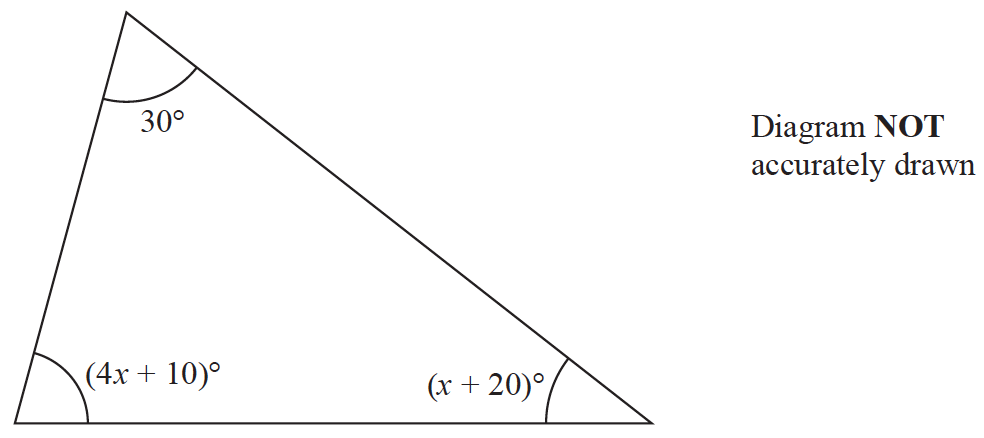 30°
Diagram NOT
accurately drawn
(4x + 10)°
(x + 20)°